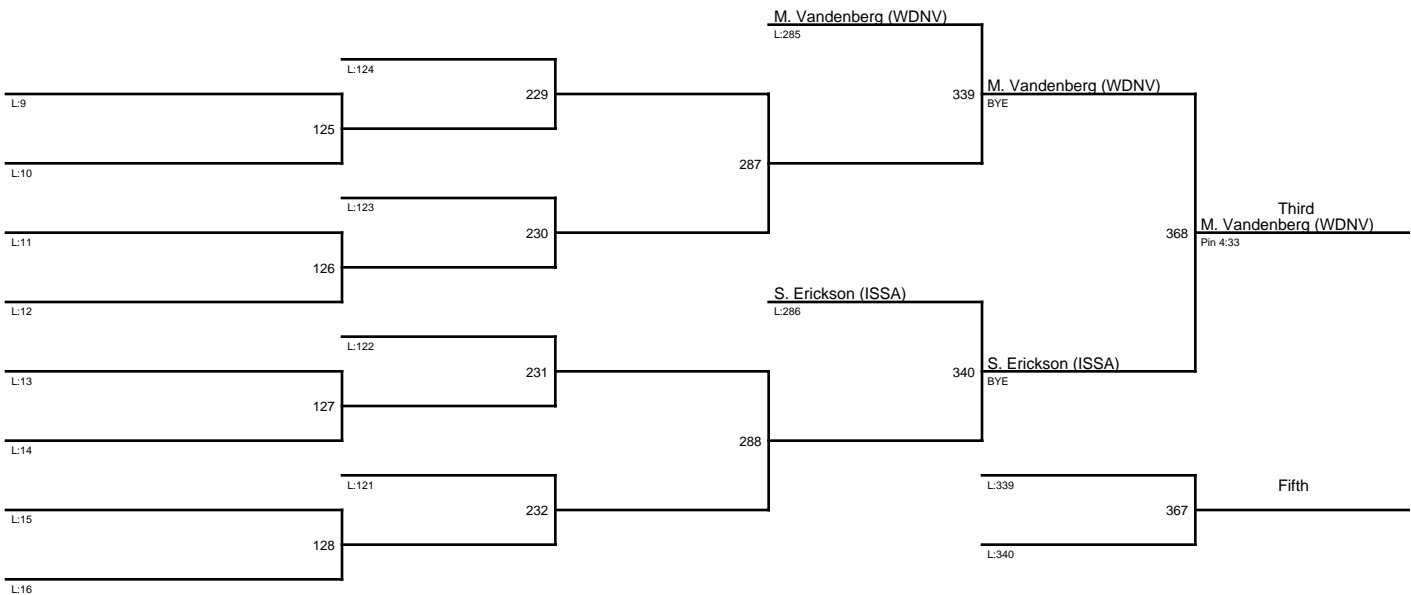 M. Vandenberg (WDNV)
L:285
L:124
L:9
229
339
M. Vandenberg (WDNV)
BYE
125
L:10
287
L:123
L:11
230
368
Third
M. Vandenberg (WDNV)
Pin 4:33
126
L:12
S. Erickson (ISSA)
L:286
L:122
L:13
231
340
S. Erickson (ISSA)
BYE
127
L:14
288
L:121
L:339
L:15
232
367
Fifth
128
L:340
L:16